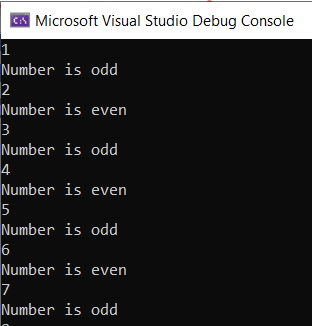 Microsoft Visual Studio Debug Console
1
Number is odd
2
Number is even
3
Number is odd
4
Number is even
5
Number is odd
6
Number is even
7
Number is odd